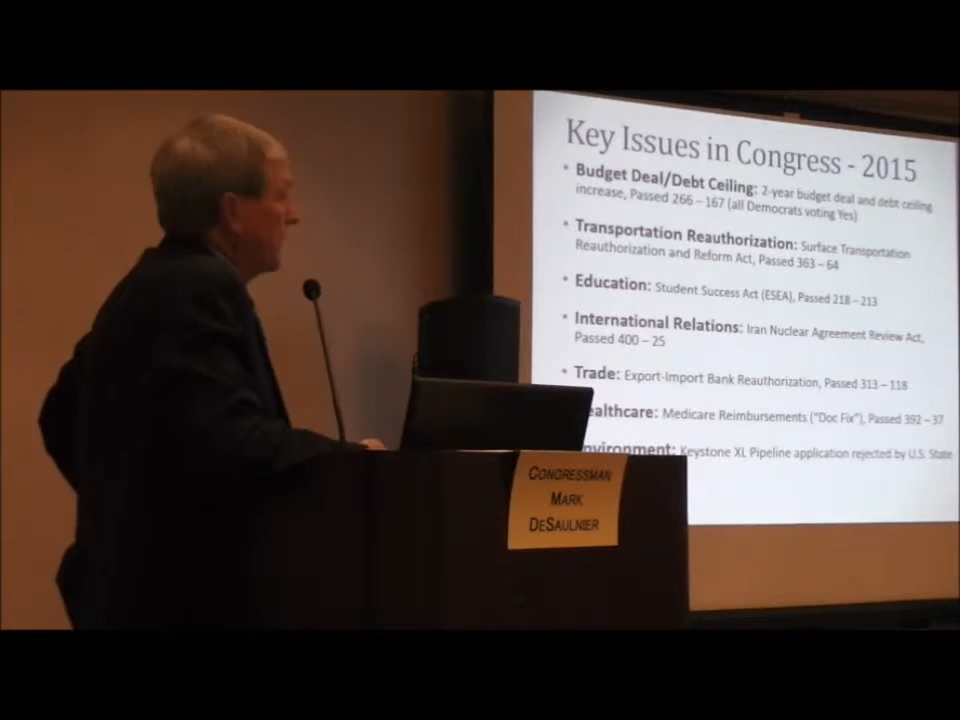 Key Issues in Congress - 2015
• Budget Deal/Debt Ceiling: 2-year budget deal and debt ceiling
increase, Passed 266 – 167 (all Democrats voting Yes)
• Transportation Reauthorization: Surface Transportation
Reauthorization and Reform Act, Passed 363 – 64
• Education: Student Success Act (ESEA), Passed 218 – 213
• International Relations: Iran Nuclear Agreement Review Act,
Passed 400 – 25
• Trade: Export-Import Bank Reauthorization, Passed 313 – 118
ealthcare: Medicare Reimbursements ("Doc Fix"), Passed 392 – 37
nvironment: Keystone XL Pipeline application rejected by U.S. State
CONGRESSMAN
MARK
DESAULNIER